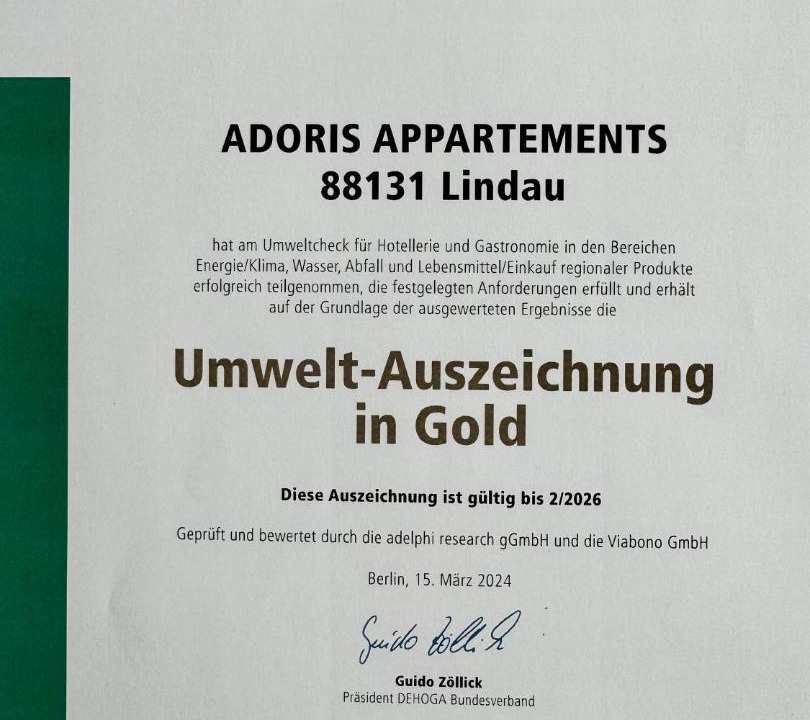 ADORIS APPARTEMENTS
88131 Lindau
hat am Umweltcheck für Hotellerie und Gastronomie in den Bereichen
Energie/Klima, Wasser, Abfall und Lebensmittel/Einkauf regionaler Produkte
erfolgreich teilgenommen, die festgelegten Anforderungen erfüllt und erhält
auf der Grundlage der ausgewerteten Ergebnisse die
Umwelt-Auszeichnung
in Gold
Diese Auszeichnung ist gültig bis 2/2026
Geprüft und bewertet durch die adelphi research gGmbH und die Viabono GmbH
Berlin, 15. März 2024
Guido Zöllick
Guido Zöllick
Präsident DEHOGA Bundesverband